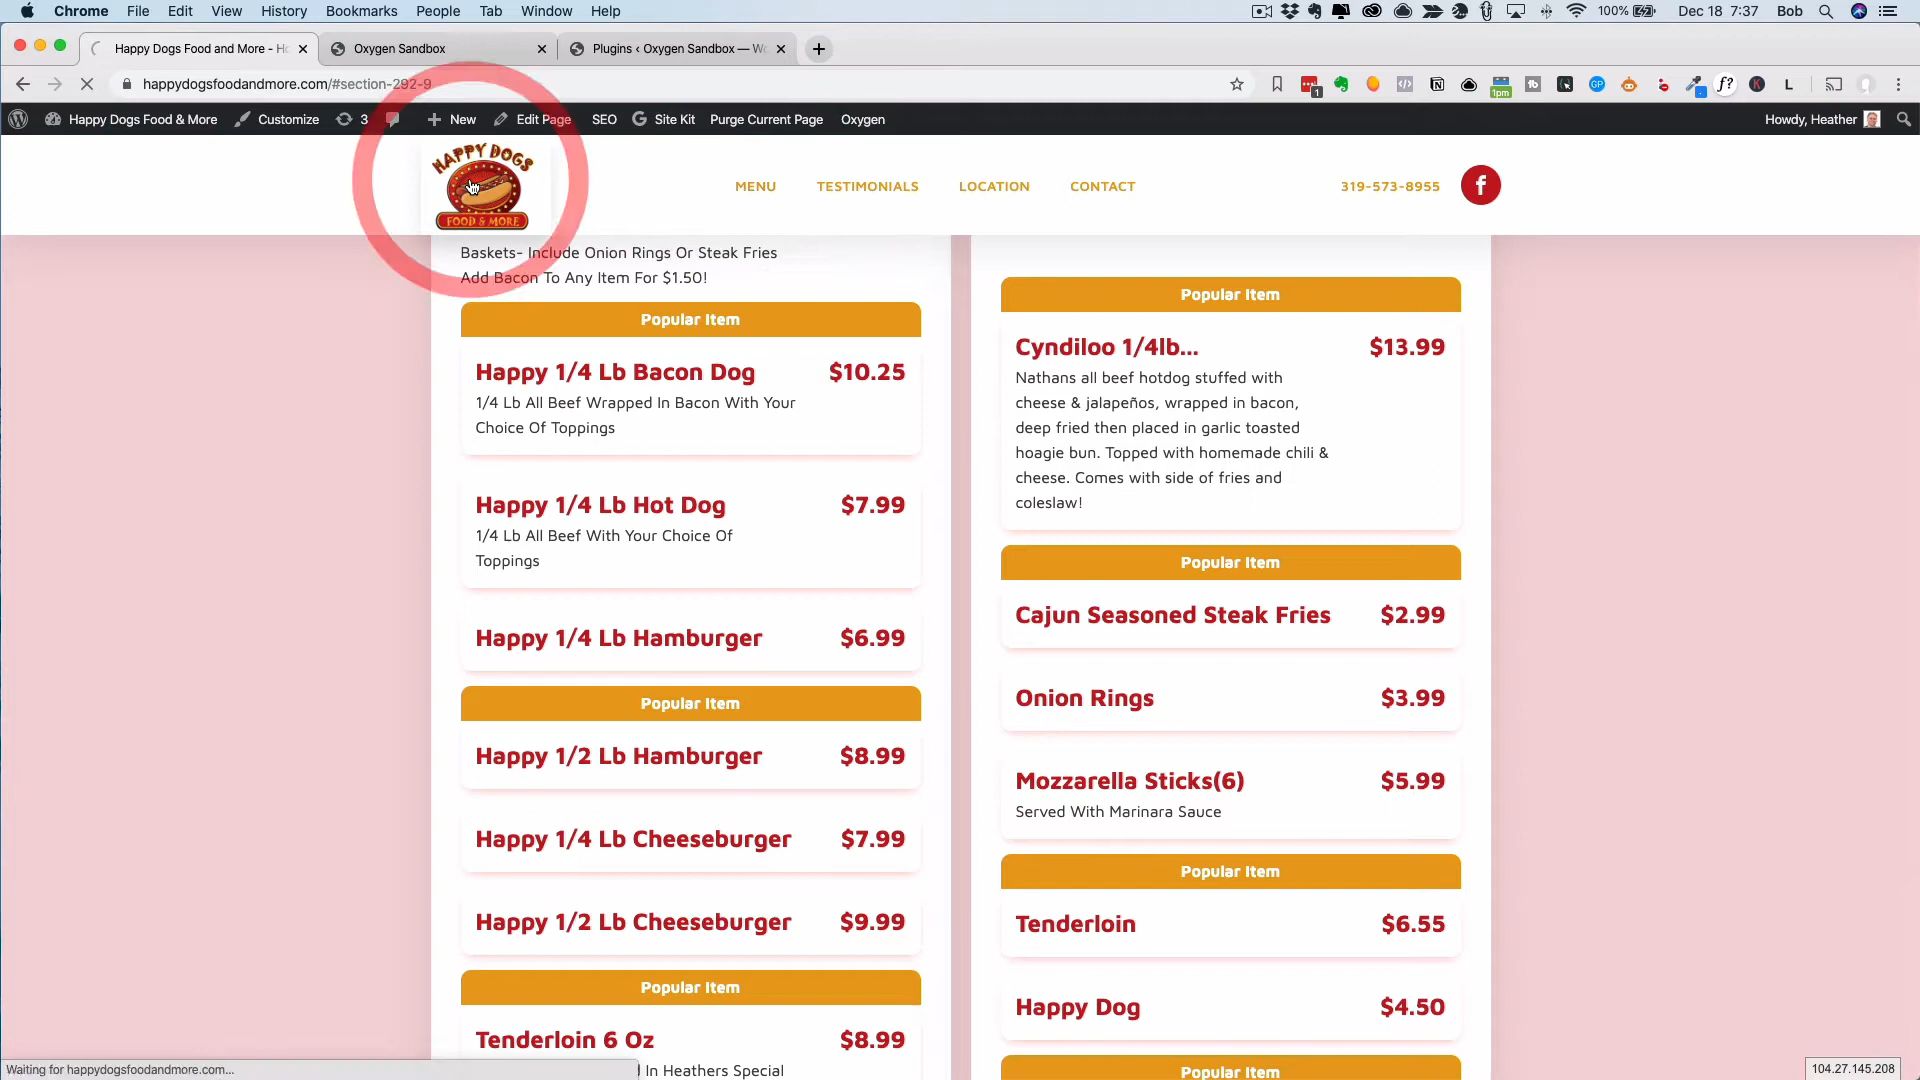 Chrome File Edit View History Bookmarks People Tab Window Help
100% Dec 18 7:37 Bob
Happy Dogs Food and More - Ho
Oxygen Sandbox
Plugins ‹ Oxygen Sandbox — Wo
happydogsfoodandmore.com/#section-292-9
Happy Dogs Food & More Customize 3 New Edit Page SEO Site Kit Purge Current Page Oxygen
Howdy, Heather
HAPPY DOGS
FOOD & MORE
MENU TESTIMONIALS LOCATION CONTACT
319-573-8955
Baskets- Include Onion Rings Or Steak Fries
Add Bacon To Any Item For $1.50!
Popular Item
Happy 1/4 Lb Bacon Dog $10.25
1/4 Lb All Beef Wrapped In Bacon With Your
Choice Of Toppings
Happy 1/4 Lb Hot Dog $7.99
1/4 Lb All Beef With Your Choice Of
Toppings
Happy 1/4 Lb Hamburger $6.99
Popular Item
Happy 1/2 Lb Hamburger $8.99
Happy 1/4 Lb Cheeseburger $7.99
Happy 1/2 Lb Cheeseburger $9.99
Popular Item
Tenderloin 6 Oz $8.99
In Heathers Special
Popular Item
Cyndiloo 1/4lb... $13.99
Nathans all beef hotdog stuffed with
cheese & jalapeños, wrapped in bacon,
deep fried then placed in garlic toasted
hoagie bun. Topped with homemade chili &
cheese. Comes with side of fries and
coleslaw!
Popular Item
Cajun Seasoned Steak Fries $2.99
Onion Rings $3.99
Mozzarella Sticks(6) $5.99
Served With Marinara Sauce
Popular Item
Tenderloin $6.55
Happy Dog $4.50
Popular Item
Waiting for happydogsfoodandmore.com...
104.27.145.208